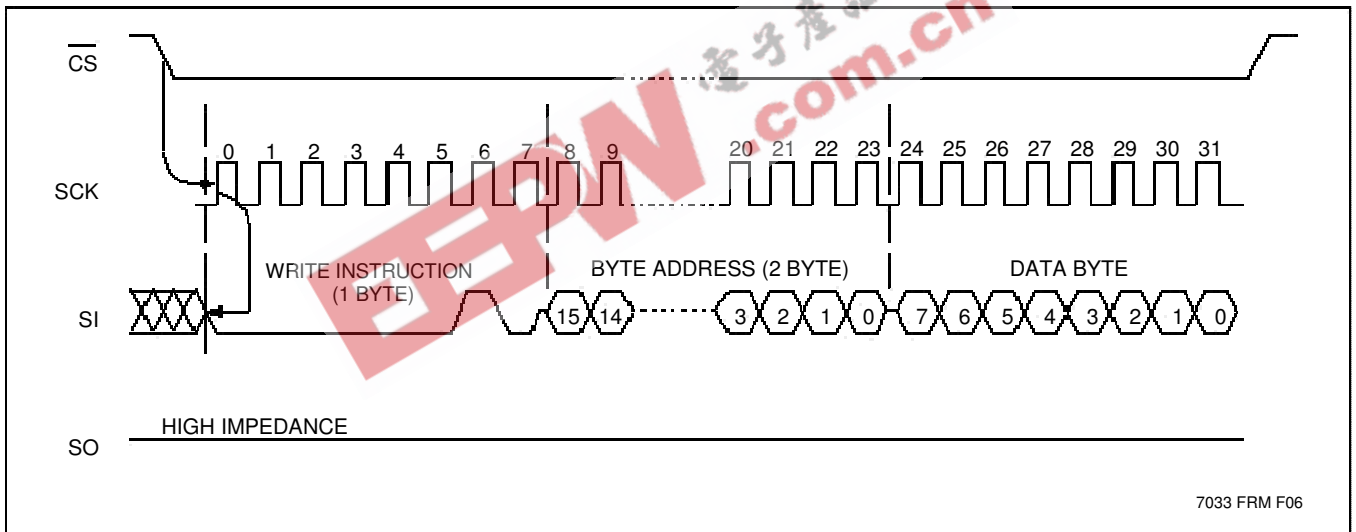 CS
SCK
0 1 2 3 4 5 6 7 8 9 20 21 22 23 24 25 26 27 28 29 30 31
WRITE INSTRUCTION
(1 BYTE)
BYTE ADDRESS (2 BYTE)
DATA BYTE
SI
15 14 3 2 1 0 7 6 5 4 3 2 1 0
HIGH IMPEDANCE
SO
7033 FRM F06
EEPW
.com.cn
電子產